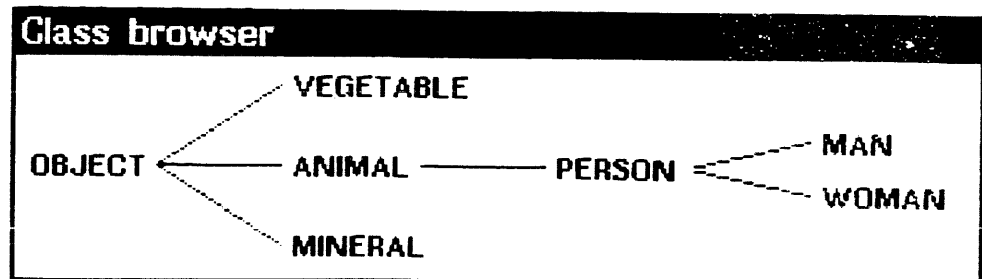 Class browser
VEGETABLE
OBJECT
ANIMAL
PERSON
MAN
WOMAN
MINERAL